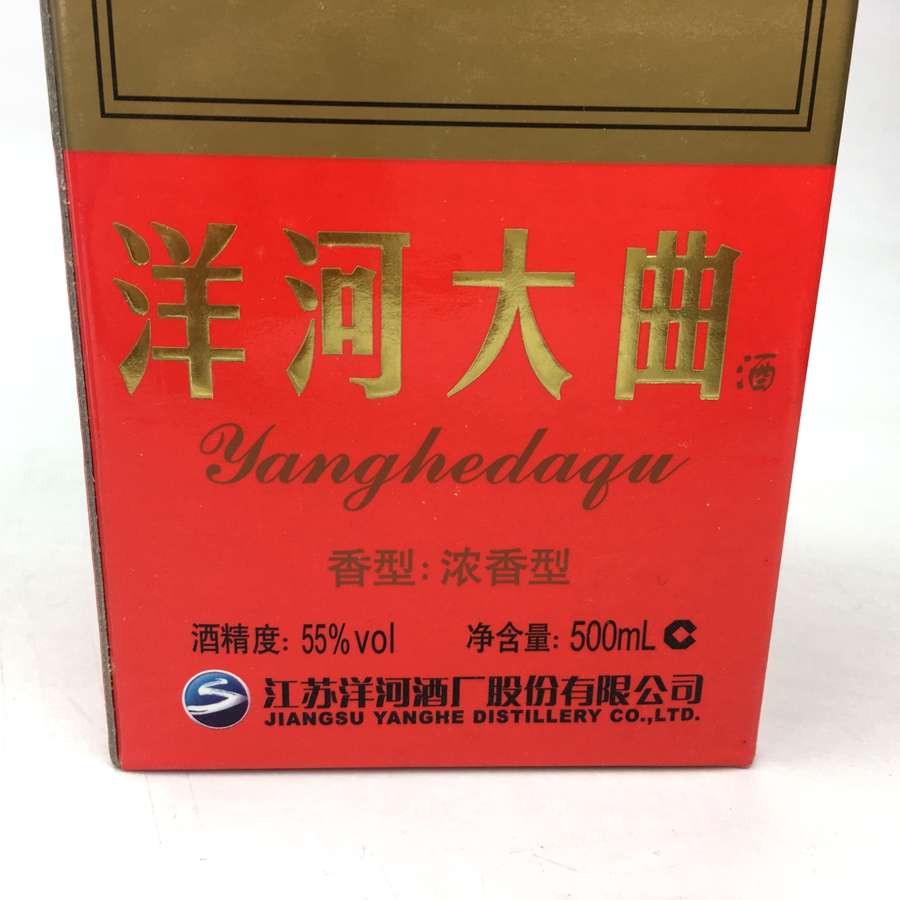 洋河大曲酒
Yanghedaqu
香型:浓香型
酒精度:55%vol 净含量:500mL C
江苏洋河酒厂股份有限公司
JIANGSU YANGHE DISTILLERY CO.,LTD.